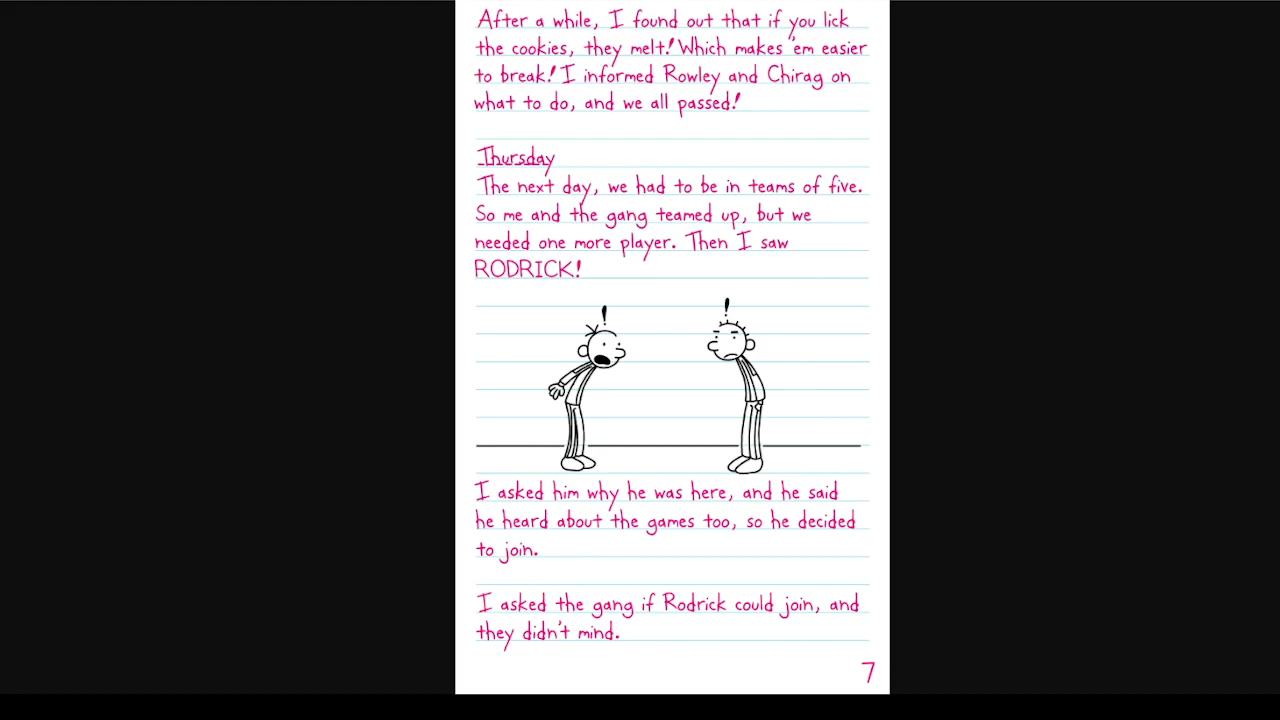 After a while, I found out that if you lick
the cookies, they melt! Which makes 'em easier
to break! I informed Rowley and Chirag on
what to do, and we all passed!
Thursday
The next day, we had to be in teams of five.
So me and the gang teamed up, but we
needed one more player. Then I saw
RODRICK!
!
!
I asked him why he was here, and he said
he heard about the games too, so he decided
to join.
I asked the gang if Rodrick could join, and
they didn't mind.
7